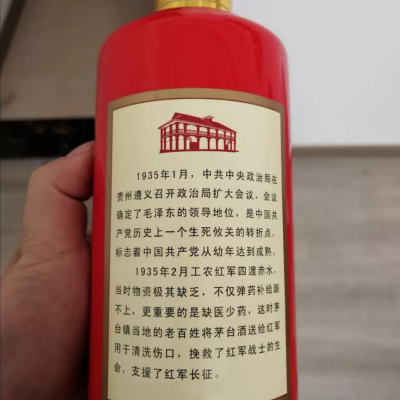 1935年1月，中共中央政治局在
贵州遵义召开政治局扩大会议，会议
确定了毛泽东的领导地位，是中国共
产党历史上一个生死攸关的转折点，
标志着中国共产党从幼年达到成熟。
1935年2月工农红军四渡赤水，
当时物资极其缺乏，不仅弹药补给跟
不上，更重要的是缺医少药，这时茅
台镇当地的老百姓将茅台酒送给红军
用于清洗伤口，挽救了红军战士的生
命，支援了红军长征。